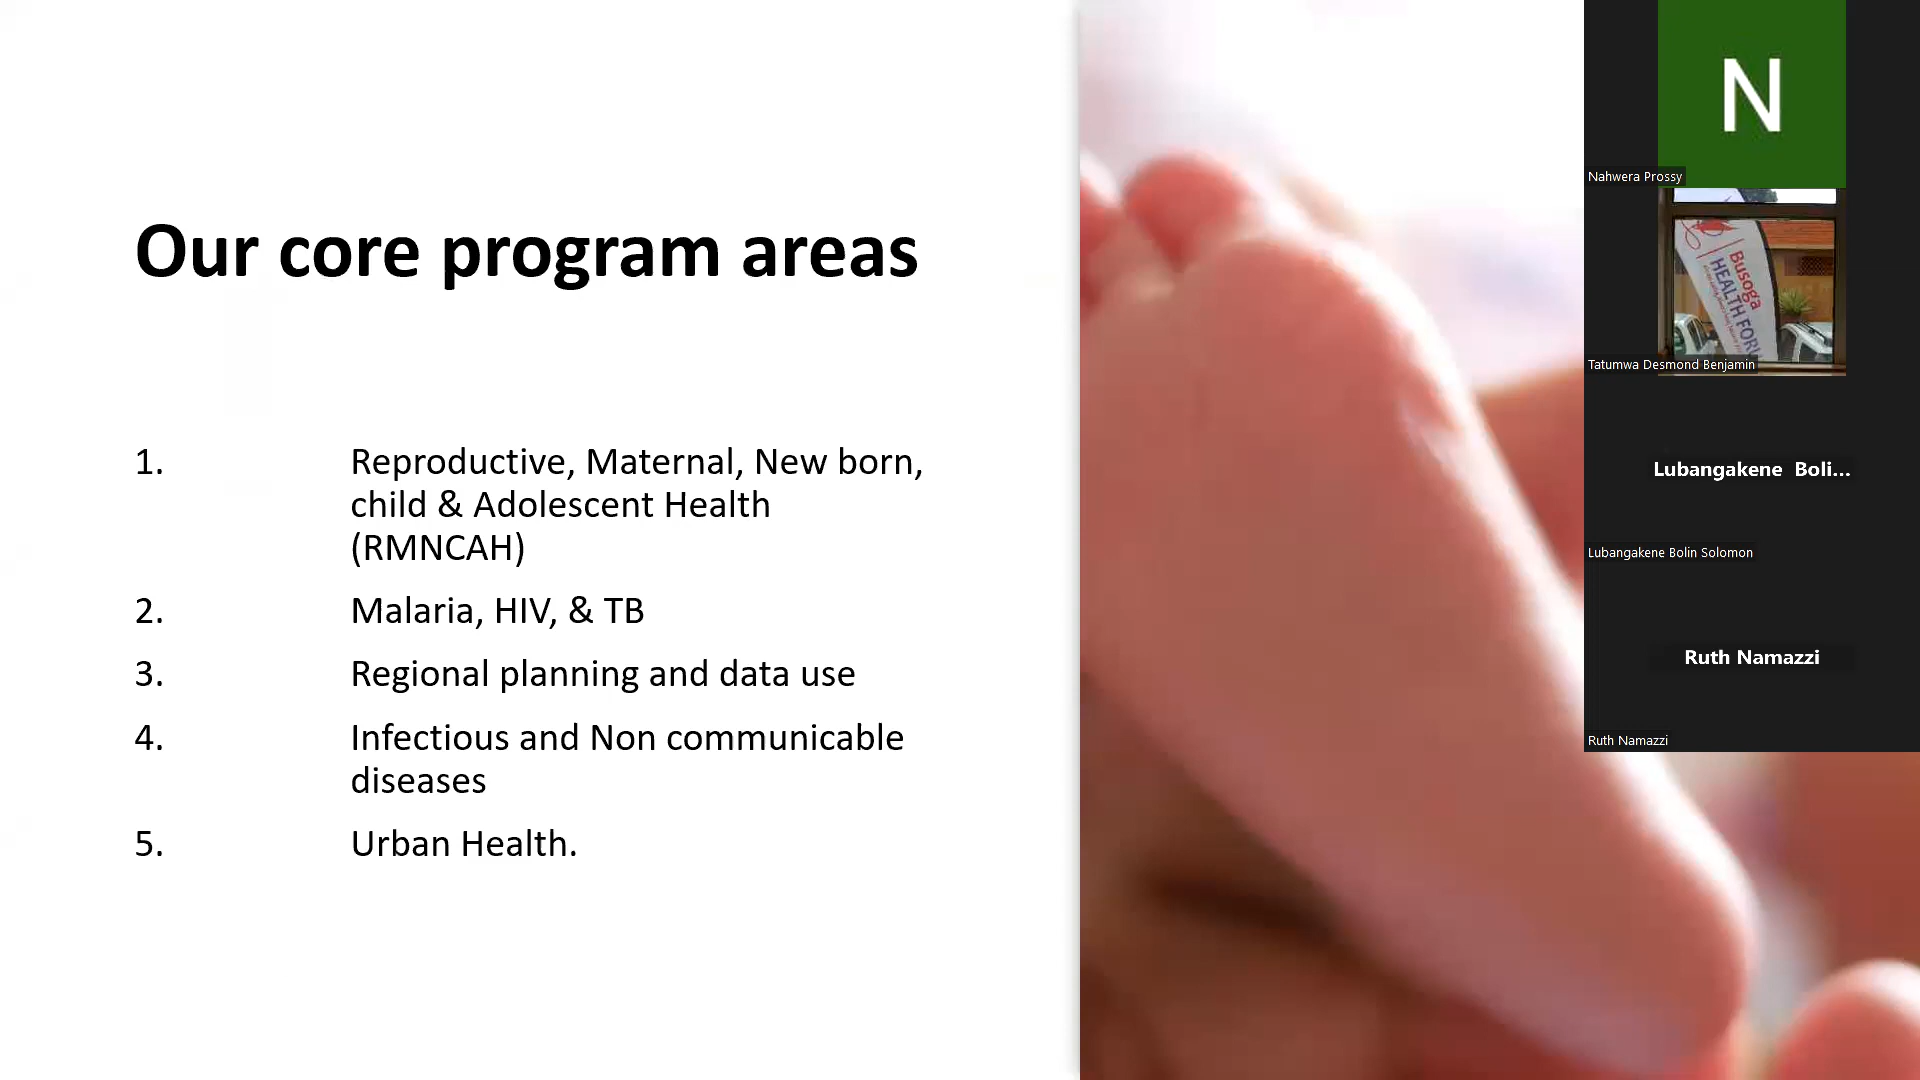 Our core program areas
1. Reproductive, Maternal, New born,
child & Adolescent Health
(RMNCAH)
2. Malaria, HIV, & TB
3. Regional planning and data use
4. Infectious and Non communicable
diseases
5. Urban Health.
N
Nahwera Prossy
Busoga
HEALTH FORU
Tatumwa Desmond Benjamin
Lubangakene Boli...
Lubangakene Bolin Solomon
Ruth Namazzi
Ruth Namazzi